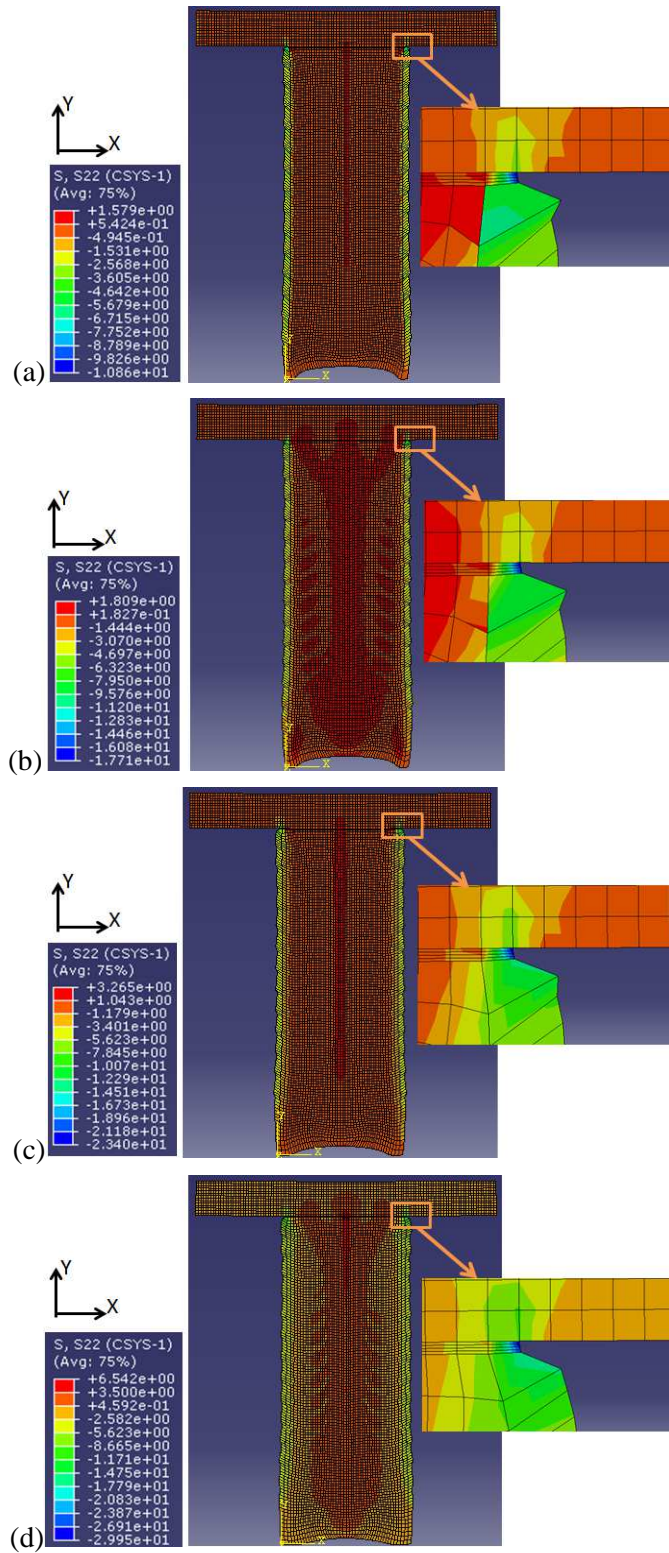 Y
X
S, S22 (CSYS-1)
(Avg: 75%)
+1.579e+00
+5.424e-01
-4.945e-01
-1.531e+00
-2.568e+00
-3.605e+00
-4.642e+00
-5.679e+00
-6.715e+00
-7.752e+00
-8.789e+00
-9.826e+00
-1.086e+01
Y
X
(a)
Y
X
S, S22 (CSYS-1)
(Avg: 75%)
+1.809e+00
+1.827e-01
-1.444e+00
-3.070e+00
-4.697e+00
-6.323e+00
-7.950e+00
-9.576e+00
-1.120e+01
-1.283e+01
-1.446e+01
-1.608e+01
-1.771e+01
Y
X
(b)
Y
X
S, S22 (CSYS-1)
(Avg: 75%)
+3.265e+00
+1.043e+00
-1.179e+00
-3.401e+00
-5.623e+00
-7.845e+00
-1.007e+01
-1.229e+01
-1.451e+01
-1.673e+01
-1.896e+01
-2.118e+01
-2.340e+01
Y
X
(c)
Y
X
S, S22 (CSYS-1)
(Avg: 75%)
+6.542e+00
+3.500e+00
+4.592e-01
-2.582e+00
-5.623e+00
-8.665e+00
-1.171e+01
-1.475e+01
-1.779e+01
-2.083e+01
-2.387e+01
-2.691e+01
-2.995e+01
X
(d)